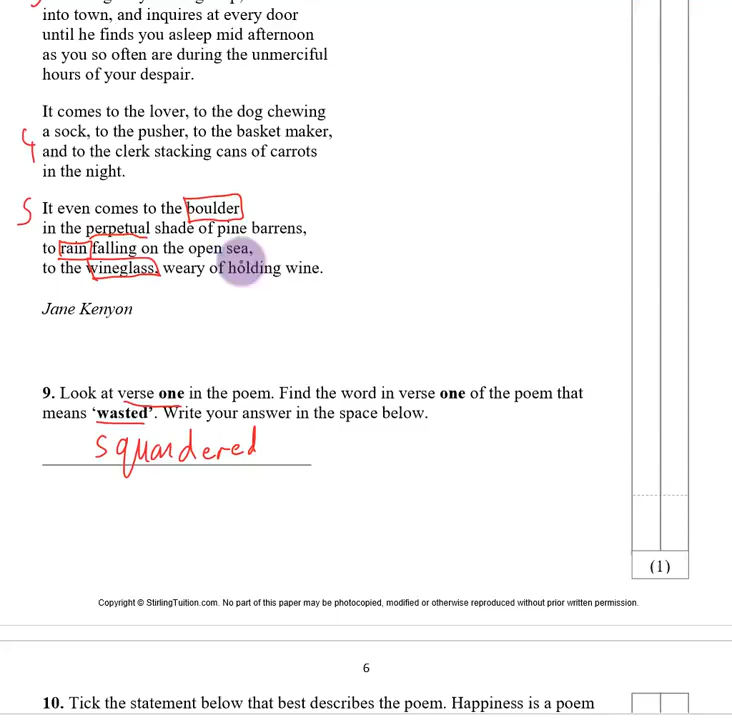 into town, and inquires at every door
until he finds you asleep mid afternoon
as you so often are during the unmerciful
hours of your despair.
It comes to the lover, to the dog chewing
4 a sock, to the pusher, to the basket maker,
and to the clerk stacking cans of carrots
in the night.
5 It even comes to the boulder
in the perpetual shade of pine barrens,
to rain falling on the open sea,
to the wineglass, weary of holding wine.
Jane Kenyon
9. Look at verse one in the poem. Find the word in verse one of the poem that
means ‘wasted’. Write your answer in the space below.
squandered
(1)
Copyright © StirlingTuition.com. No part of this paper may be photocopied, modified or otherwise reproduced without prior written permission.
6
10. Tick the statement below that best describes the poem. Happiness is a poem